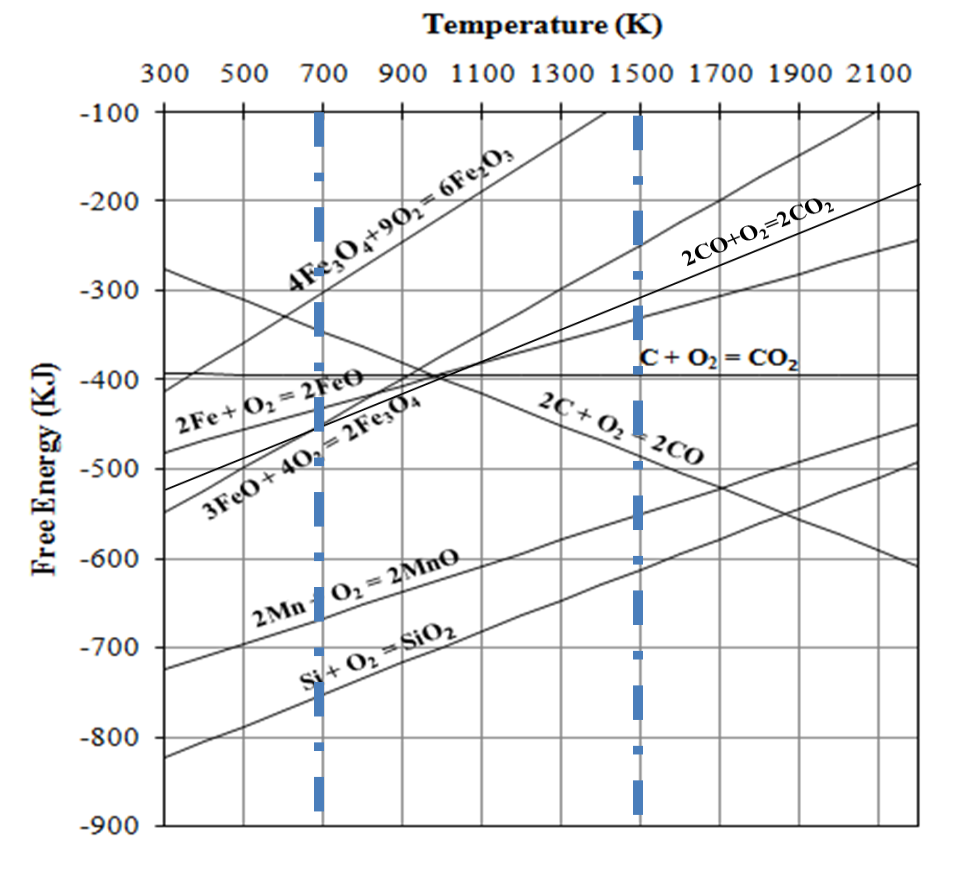 Temperature (K)
300 500 700 900 1100 1300 1500 1700 1900 2100
Free Energy (KJ)
-100
-200
-300
-400
-500
-600
-700
-800
-900
4Fe₃O₄+9O₂= 6Fe₂O₃
2CO+O₂=2CO₂
C + O₂ = CO₂
2Fe + O₂ = 2FeO
3FeO + 4O₂ = 2Fe₃O₄
2C + O₂ = 2CO
2Mn + O₂ = 2MnO
Si + O₂ = SiO₂